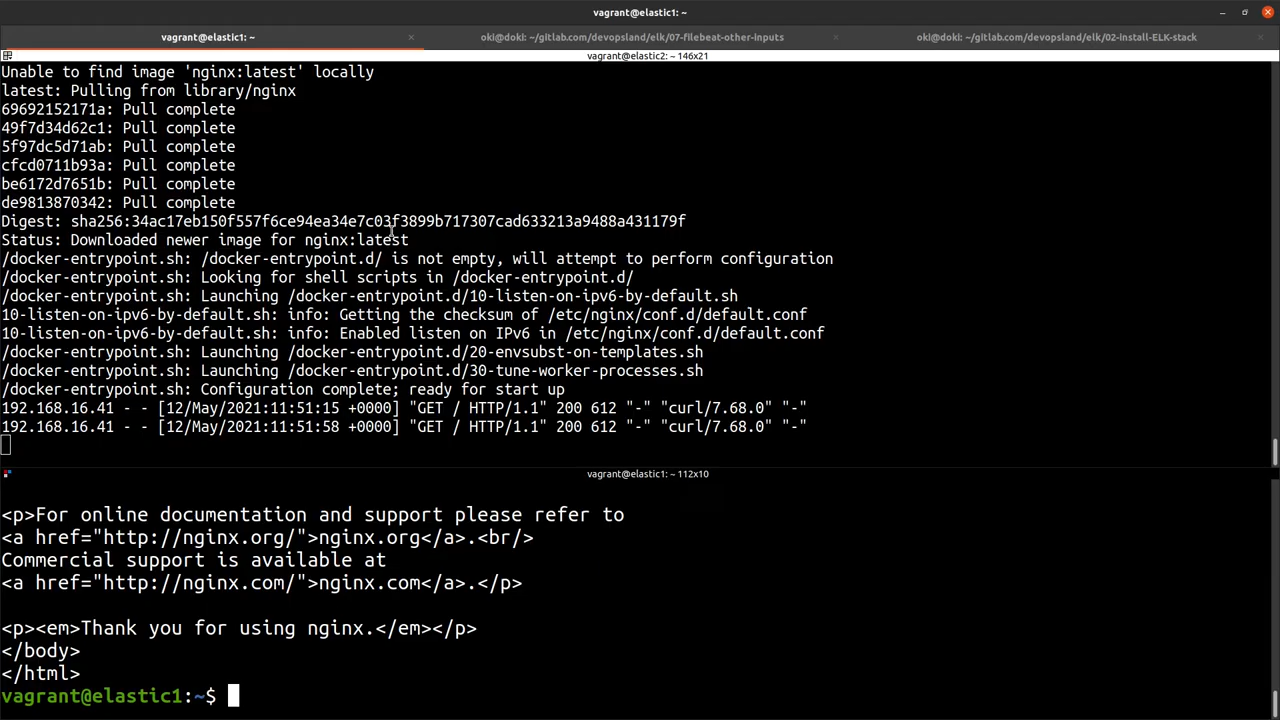 vagrant@elastic1: ~
vagrant@elastic1: ~
oki@doki: ~/gitlab.com/devopsland/elk/07-filebeat-other-inputs
oki@doki: ~/gitlab.com/devopsland/elk/02-install-ELK-stack
vagrant@elastic2: ~ 146x21
Unable to find image 'nginx:latest' locally
latest: Pulling from library/nginx
69692152171a: Pull complete
49f7d34d62c1: Pull complete
5f97dc5d71ab: Pull complete
cfcd0711b93a: Pull complete
be6172d7651b: Pull complete
de9813870342: Pull complete
Digest: sha256:34ac17eb150f557f6ce94ea34e7c03f3899b717307cad633213a9488a431179f
Status: Downloaded newer image for nginx:latest
/docker-entrypoint.sh: /docker-entrypoint.d/ is not empty, will attempt to perform configuration
/docker-entrypoint.sh: Looking for shell scripts in /docker-entrypoint.d/
/docker-entrypoint.sh: Launching /docker-entrypoint.d/10-listen-on-ipv6-by-default.sh
10-listen-on-ipv6-by-default.sh: info: Getting the checksum of /etc/nginx/conf.d/default.conf
10-listen-on-ipv6-by-default.sh: info: Enabled listen on IPv6 in /etc/nginx/conf.d/default.conf
/docker-entrypoint.sh: Launching /docker-entrypoint.d/20-envsubst-on-templates.sh
/docker-entrypoint.sh: Launching /docker-entrypoint.d/30-tune-worker-processes.sh
/docker-entrypoint.sh: Configuration complete; ready for start up
192.168.16.41 - - [12/May/2021:11:51:15 +0000] "GET / HTTP/1.1" 200 612 "-" "curl/7.68.0" "-"
192.168.16.41 - - [12/May/2021:11:51:58 +0000] "GET / HTTP/1.1" 200 612 "-" "curl/7.68.0" "-"
vagrant@elastic1: ~ 112x10
<p>For online documentation and support please refer to
<a href="http://nginx.org/">nginx.org</a>.<br/>
Commercial support is available at
<a href="http://nginx.com/">nginx.com</a>.</p>
<p><em>Thank you for using nginx.</em></p>
</body>
</html>
vagrant@elastic1:~$